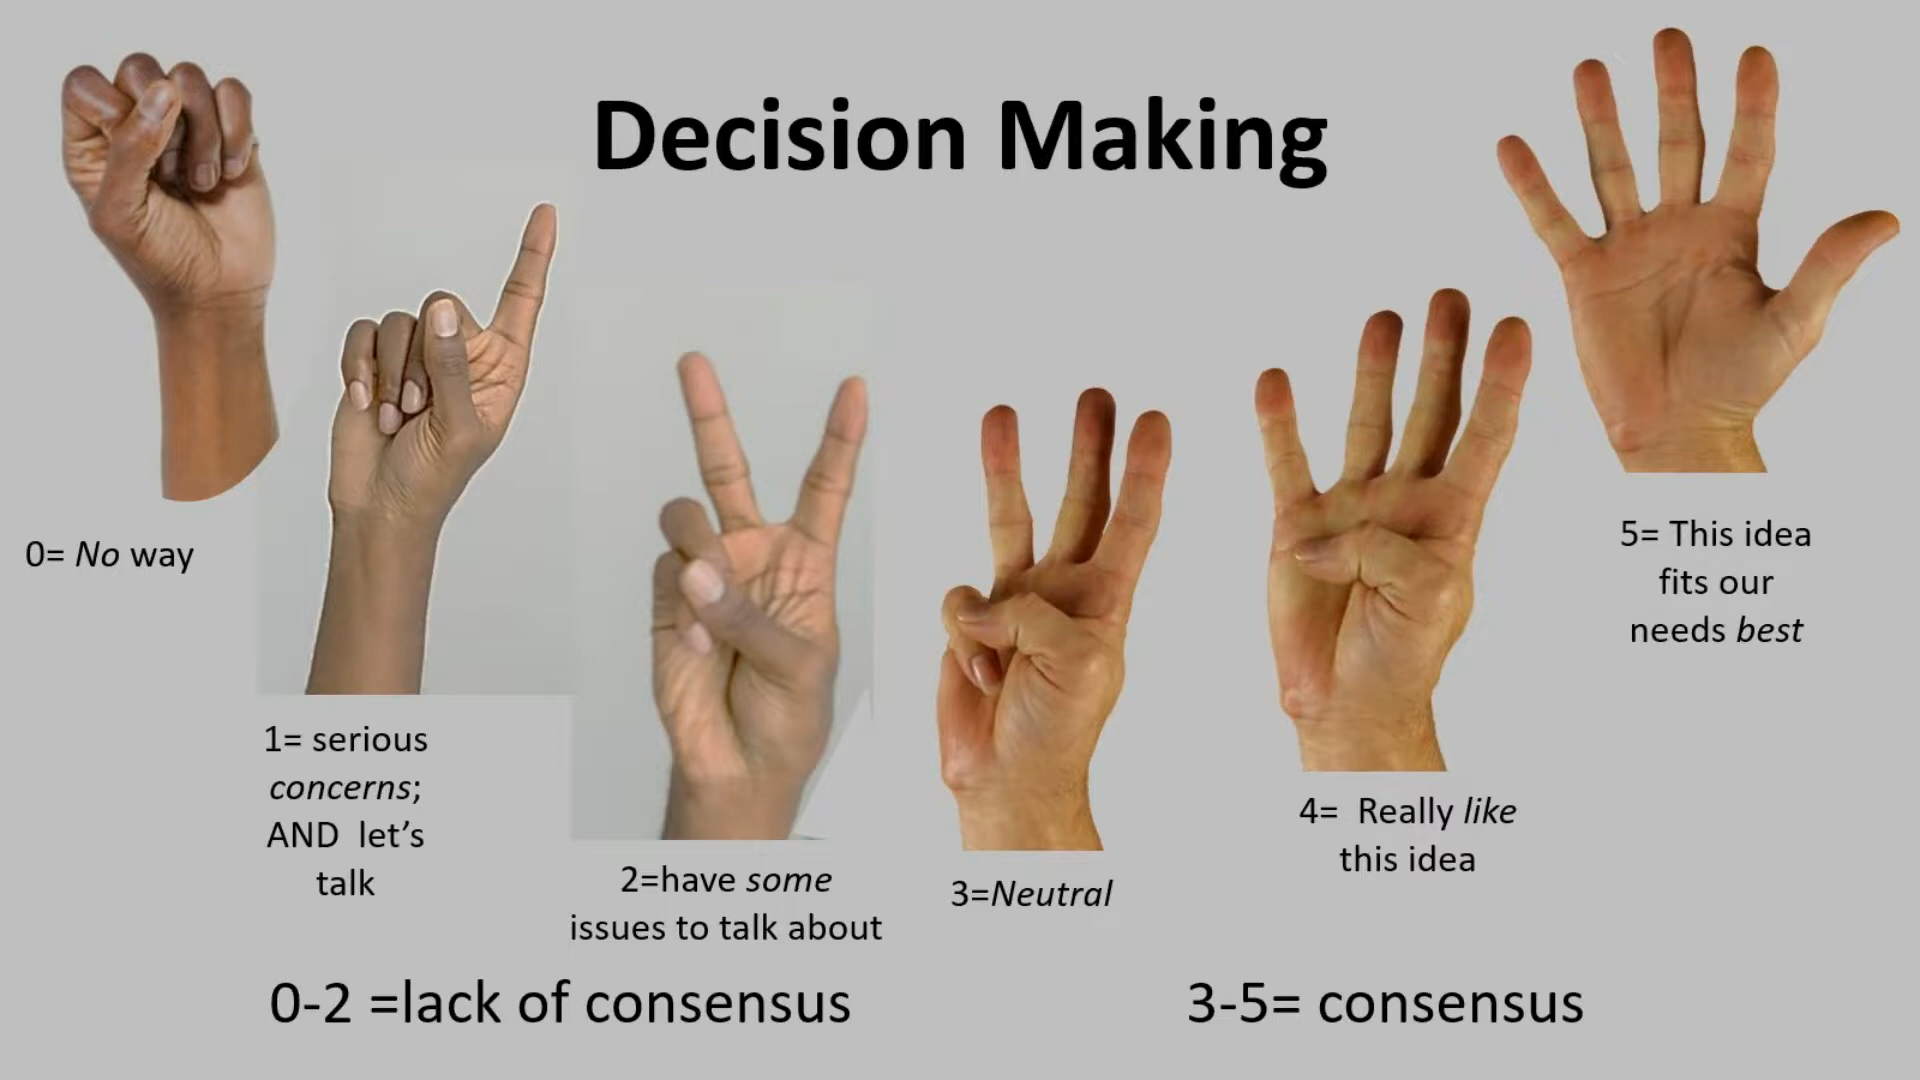 Decision Making
0= No way
1= serious
concerns;
AND  let’s
talk
2=have some
issues to talk about
3=Neutral
4=  Really like
this idea
5= This idea
fits our
needs best
0-2 =lack of consensus
3-5= consensus